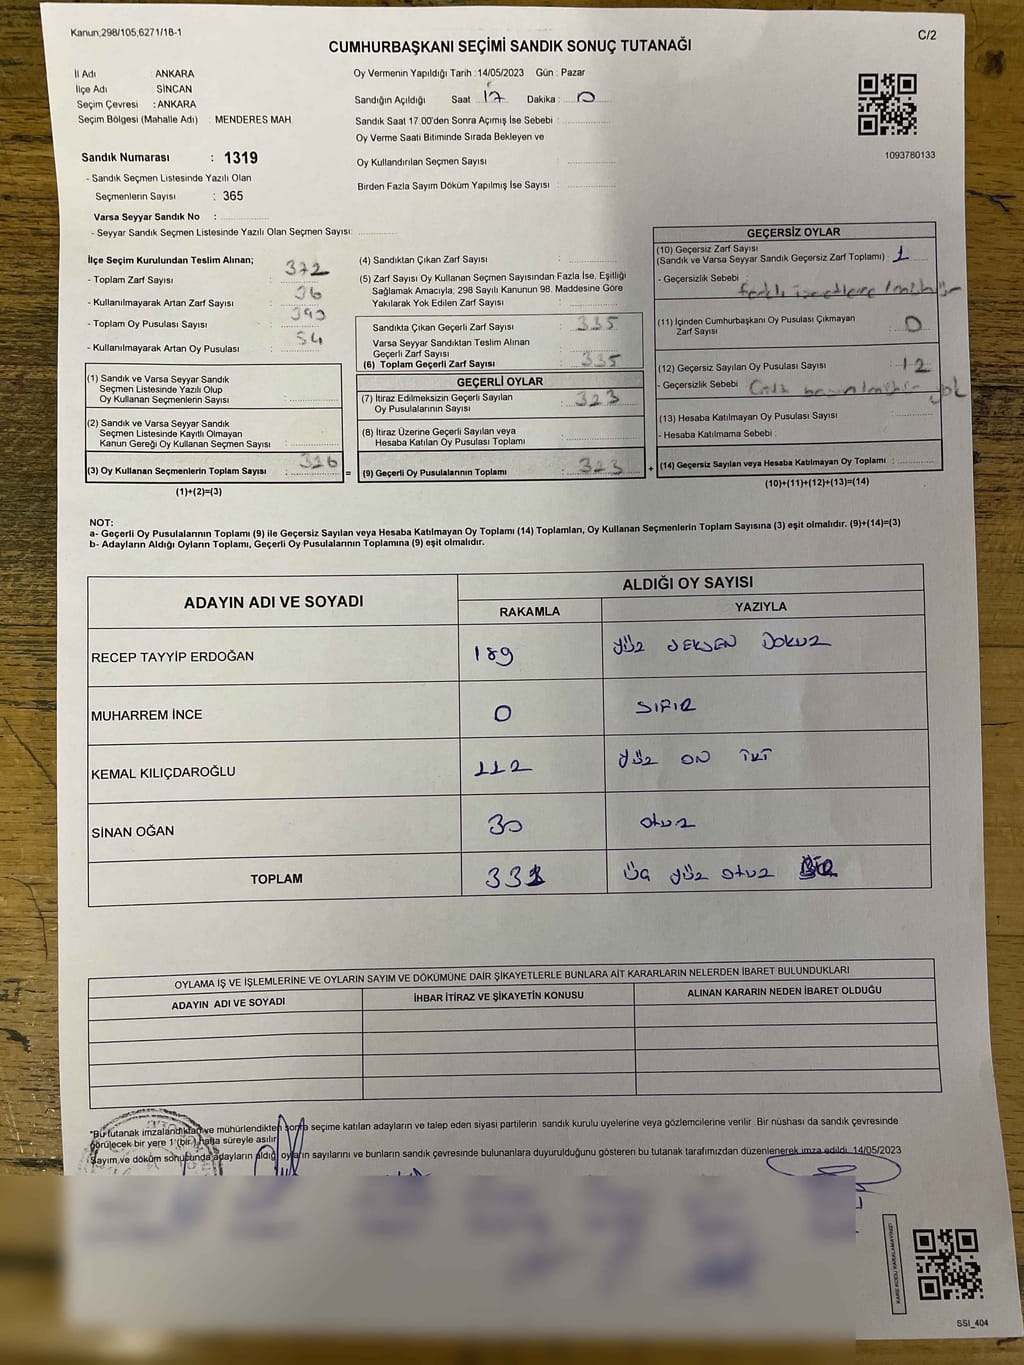 Kanun;298/105,6271/18-1
C/2
CUMHURBAŞKANI SEÇİMİ SANDIK SONUÇ TUTANAĞI
İl Adı ANKARA
İlçe Adı SİNCAN
Seçim Çevresi : ANKARA
Seçim Bölgesi (Mahalle Adı) : MENDERES MAH
Sandık Numarası : 1319
- Sandık Seçmen Listesinde Yazılı Olan
Seçmenlerin Sayısı : 365
Varsa Seyyar Sandık No :
- Seyyar Sandık Seçmen Listesinde Yazılı Olan Seçmen Sayısı:
Oy Vermenin Yapıldığı Tarih :14/05/2023 Gün : Pazar
Sandığın Açıldığı Saat 17 Dakika : 0
Sandık Saat 17.00'den Sonra Açımış İse Sebebi :
Oy Verme Saati Bitiminde Sırada Bekleyen ve
Oy Kullandırılan Seçmen Sayısı
Birden Fazla Sayım Döküm Yapılmış İse Sayısı :
1093780133
İlçe Seçim Kurulundan Teslim Alınan;
- Toplam Zarf Sayısı : 372
- Kullanılmayarak Artan Zarf Sayısı : 36
- Toplam Oy Pusulası Sayısı : 390
- Kullanılmayarak Artan Oy Pusulası : 54
(1) Sandık ve Varsa Seyyar Sandık
Seçmen Listesinde Yazılı Olup
Oy Kullanan Seçmenlerin Sayısı :
(2) Sandık ve Varsa Seyyar Sandık
Seçmen Listesinde Kayıtlı Olmayan
Kanun Gereği Oy Kullanan Seçmen Sayısı :
(3) Oy Kullanan Seçmenlerin Toplam Sayısı : 336
(1)+(2)=(3)
=
(4) Sandıktan Çıkan Zarf Sayısı :
(5) Zarf Sayısı Oy Kullanan Seçmen Sayısından Fazla İse, Eşitliği
Sağlamak Amacıyla, 298 Sayılı Kanunun 98. Maddesine Göre
Yakılarak Yok Edilen Zarf Sayısı :
Sandıkta Çıkan Geçerli Zarf Sayısı : 335
Varsa Seyyar Sandıktan Teslim Alınan
Geçerli Zarf Sayısı :
(6) Toplam Geçerli Zarf Sayısı : 335
GEÇERLİ OYLAR
(7) İtiraz Edilmeksizin Geçerli Sayılan
Oy Pusulalarının Sayısı : 323
(8) İtiraz Üzerine Geçerli Sayılan veya
Hesaba Katılan Oy Pusulası Toplamı :
(9) Geçerli Oy Pusulalarının Toplamı : 323
+
GEÇERSİZ OYLAR
(10) Geçersiz Zarf Sayısı
(Sandık ve Varsa Seyyar Sandık Geçersiz Zarf Toplamı) : 1
- Geçersizlik Sebebi :
(11) İçinden Cumhurbaşkanı Oy Pusulası Çıkmayan
Zarf Sayısı : 0
(12) Geçersiz Sayılan Oy Pusulası Sayısı : 12
- Geçersizlik Sebebi
(13) Hesaba Katılmayan Oy Pusulası Sayısı :
- Hesaba Katılmama Sebebi :
(14) Geçersiz Sayılan veya Hesaba Katılmayan Oy Toplamı :
(10)+(11)+(12)+(13)=(14)
NOT:
a- Geçerli Oy Pusulalarının Toplamı (9) ile Geçersiz Sayılan veya Hesaba Katılmayan Oy Toplamı (14) Toplamları, Oy Kullanan Seçmenlerin Toplam Sayısına (3) eşit olmalıdır. (9)+(14)=(3)
b- Adayların Aldığı Oyların Toplamı, Geçerli Oy Pusulalarının Toplamına (9) eşit olmalıdır.
ADAYIN ADI VE SOYADI
ALDIĞI OY SAYISI
RAKAMLA YAZIYLA
RECEP TAYYİP ERDOĞAN 189 YÜZ SEKSEN DOKUZ
MUHARREM İNCE 0 SIFIR
KEMAL KILIÇDAROĞLU 112 YÜZ ON İKİ
SİNAN OĞAN 30 otuz
TOPLAM 331 Üç yüz otuz BİR
OYLAMA İŞ VE İŞLEMLERİNE VE OYLARIN SAYIM VE DÖKÜMÜNE DAİR ŞİKAYETLERLE BUNLARA AİT KARARLARIN NELERDEN İBARET BULUNDUKLARI
ADAYIN ADI VE SOYADI
İHBAR İTİRAZ VE ŞİKAYETİN KONUSU
ALINAN KARARIN NEDEN İBARET OLDUĞU
*Bu tutanak imzalandıktan ve mühürlendikten sonra seçime katılan adayların ve talep eden siyasi partilerin sandık kurulu üyelerine veya gözlemcilerine verilir. Bir nüshası da sandık çevresinde
görülecek bir yere 1 (bir) hafta süreyle asılır
Sayım ve döküm sonucunda adayların aldığı oyların sayılarını ve bunların sandık çevresinde bulunanlara duyurulduğunu gösteren bu tutanak tarafımızdan düzenlenerek imza edildi. 14/05/2023
KARE KODU KARALAMAYINIZ!
SSI_404